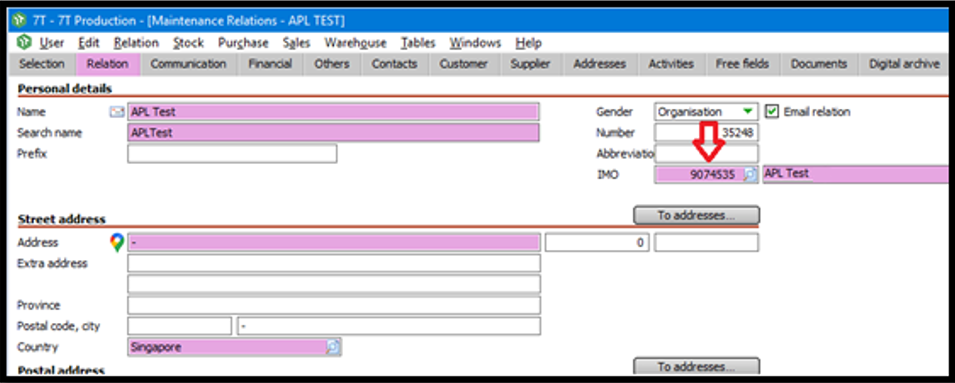 7T - 7T Production - [Maintenance Relations - APL TEST]
User Edit Relation Stock Purchase Sales Warehouse Tables Windows Help
Selection Relation Communication Financial Others Contacts Customer Supplier Addresses Activities Free fields Documents Digital archive
Personal details
Name APL Test Gender Organisation Email relation
Search name APLTest Number 35248
Prefix Abbreviatio
IMO 9074535 APL Test
Street address To addresses...
Address - 0
Extra address
Province
Postal code, city -
Country Singapore
Postal address To addresses...